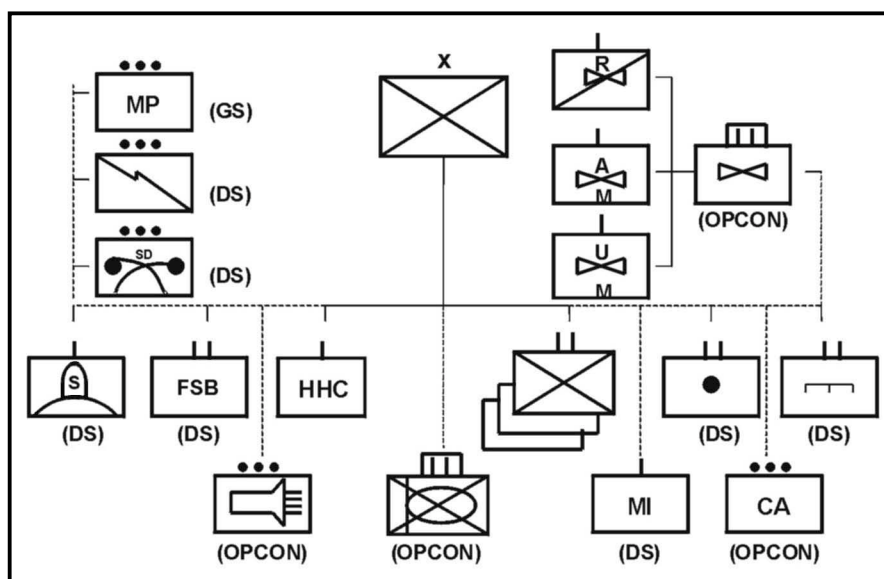 X
R
MP
(GS)
A
M
(OPCON)
(DS)
SD
(DS)
U
M
S
FSB
HHC
(DS)
(DS)
(DS)
(DS)
MI
CA
(OPCON)
(OPCON)
(DS)
(OPCON)